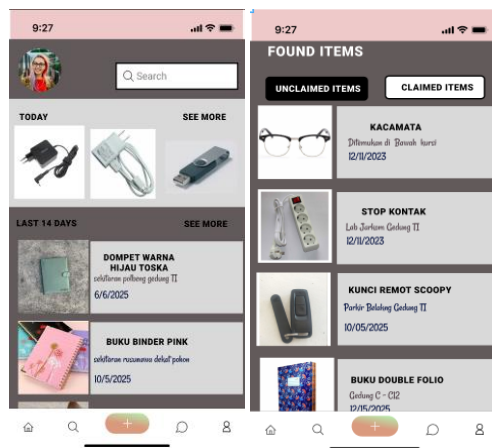 9:27
Search
TODAY
SEE MORE
LAST 14 DAYS
SEE MORE
DOMPET WARNA
HIJAU TOSKA
sekitaran polbeng gedung TI
6/6/2025
BUKU BINDER PINK
sekitaran rusunawa dekat pohon
10/5/2025
9:27
FOUND ITEMS
UNCLAIMED ITEMS
CLAIMED ITEMS
KACAMATA
Ditemukan di Bawah kursi
12/11/2023
STOP KONTAK
Lab Jarkom Gedung TI
12/11/2023
KUNCI REMOT SCOOPY
Parkir Belakng Gedung TI
10/05/2025
BUKU DOUBLE FOLIO
Gedung C - C12
12/15/2025